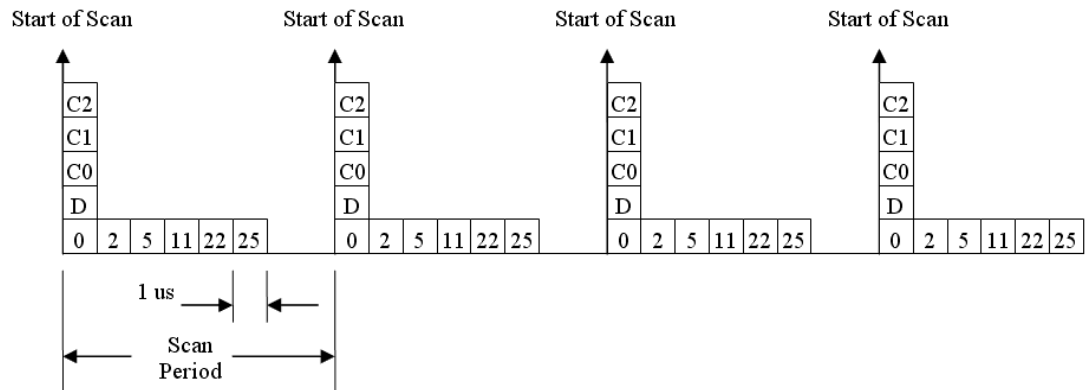 Start of Scan Start of Scan Start of Scan Start of Scan
C2 C2 C2 C2
C1 C1 C1 C1
C0 C0 C0 C0
D D D D
0 2 5 11 22 25 0 2 5 11 22 25 0 2 5 11 22 25 0 2 5 11 22 25
1 us
Scan
Period